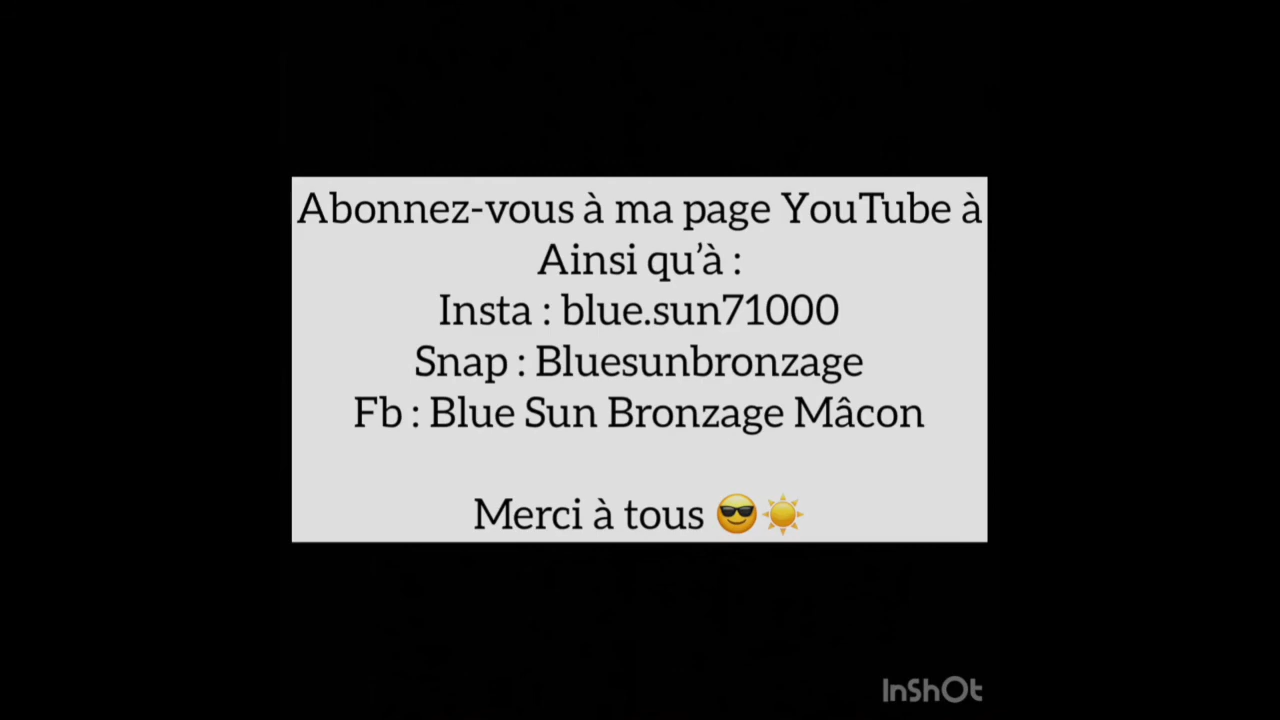 Abonnez-vous à ma page YouTube à
Ainsi qu’à :
Insta : blue.sun71000
Snap : Bluesunbronzage
Fb : Blue Sun Bronzage Mâcon
Merci à tous 😎☀️
InShOt